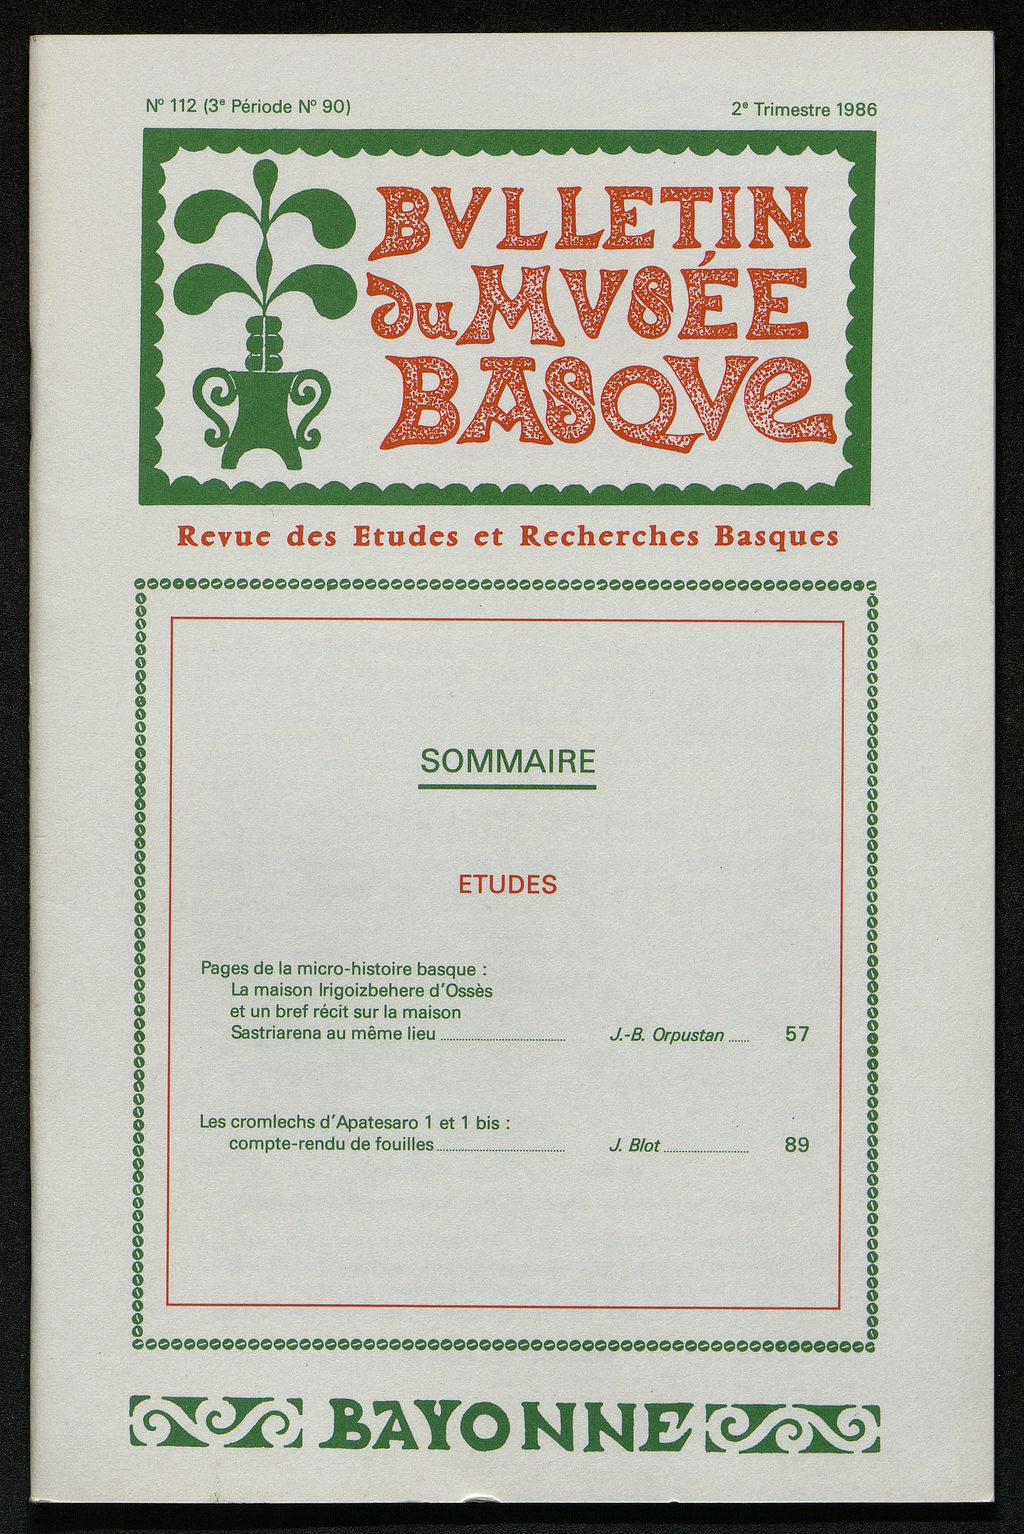 Nº 112 (3e Période Nº 90)
2e Trimestre 1986
BVLLETIN
du MVSÉE
BASQVe
Revue des Etudes et Recherches Basques
SOMMAIRE
ETUDES
Pages de la micro-histoire basque :
La maison Irigoizbehere d'Ossès
et un bref récit sur la maison
Sastriarena au même lieu ........................ J.-B. Orpustan ...... 57
Les cromlechs d'Apatesaro 1 et 1 bis :
compte-rendu de fouilles ........................ J. Blot ........................ 89
BAYONNE